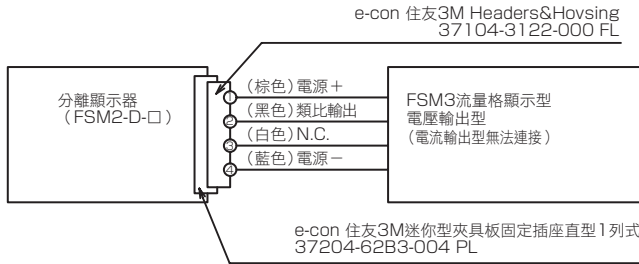 e-con 住友3M Headers&Hovsing
37104-3122-000 FL
分離顯示器
（FSM2-D-□）
① （棕色）電源＋
② （黑色）類比輸出
③ （白色）N.C.
④ （藍色）電源－
FSM3流量格顯示型
電壓輸出型
（電流輸出型無法連接）
e-con 住友3M迷你型夾具板固定插座直型1列式
37204-62B3-004 PL